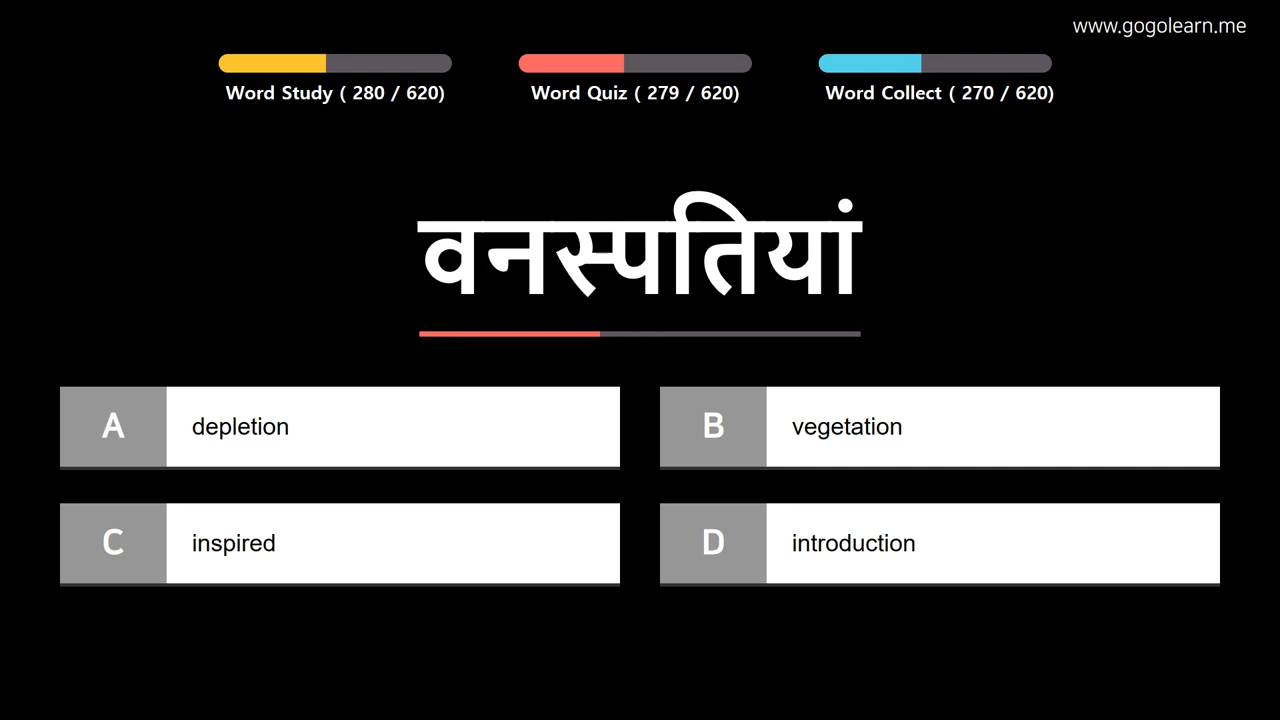 www.gogolearn.me
Word Study ( 280 / 620)
Word Quiz ( 279 / 620)
Word Collect ( 270 / 620)
वनस्पतियां
A depletion
B vegetation
C inspired
D introduction